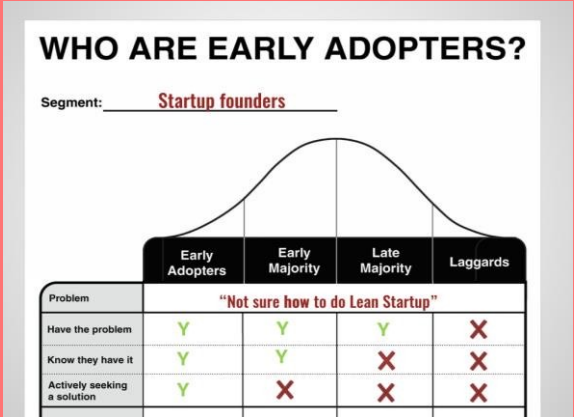 WHO ARE EARLY ADOPTERS?
Segment: Startup founders
Early Adopters Early Majority Late Majority Laggards
Problem "Not sure how to do Lean Startup"
Have the problem Y Y Y X
Know they have it Y Y X X
Actively seeking a solution Y X X X